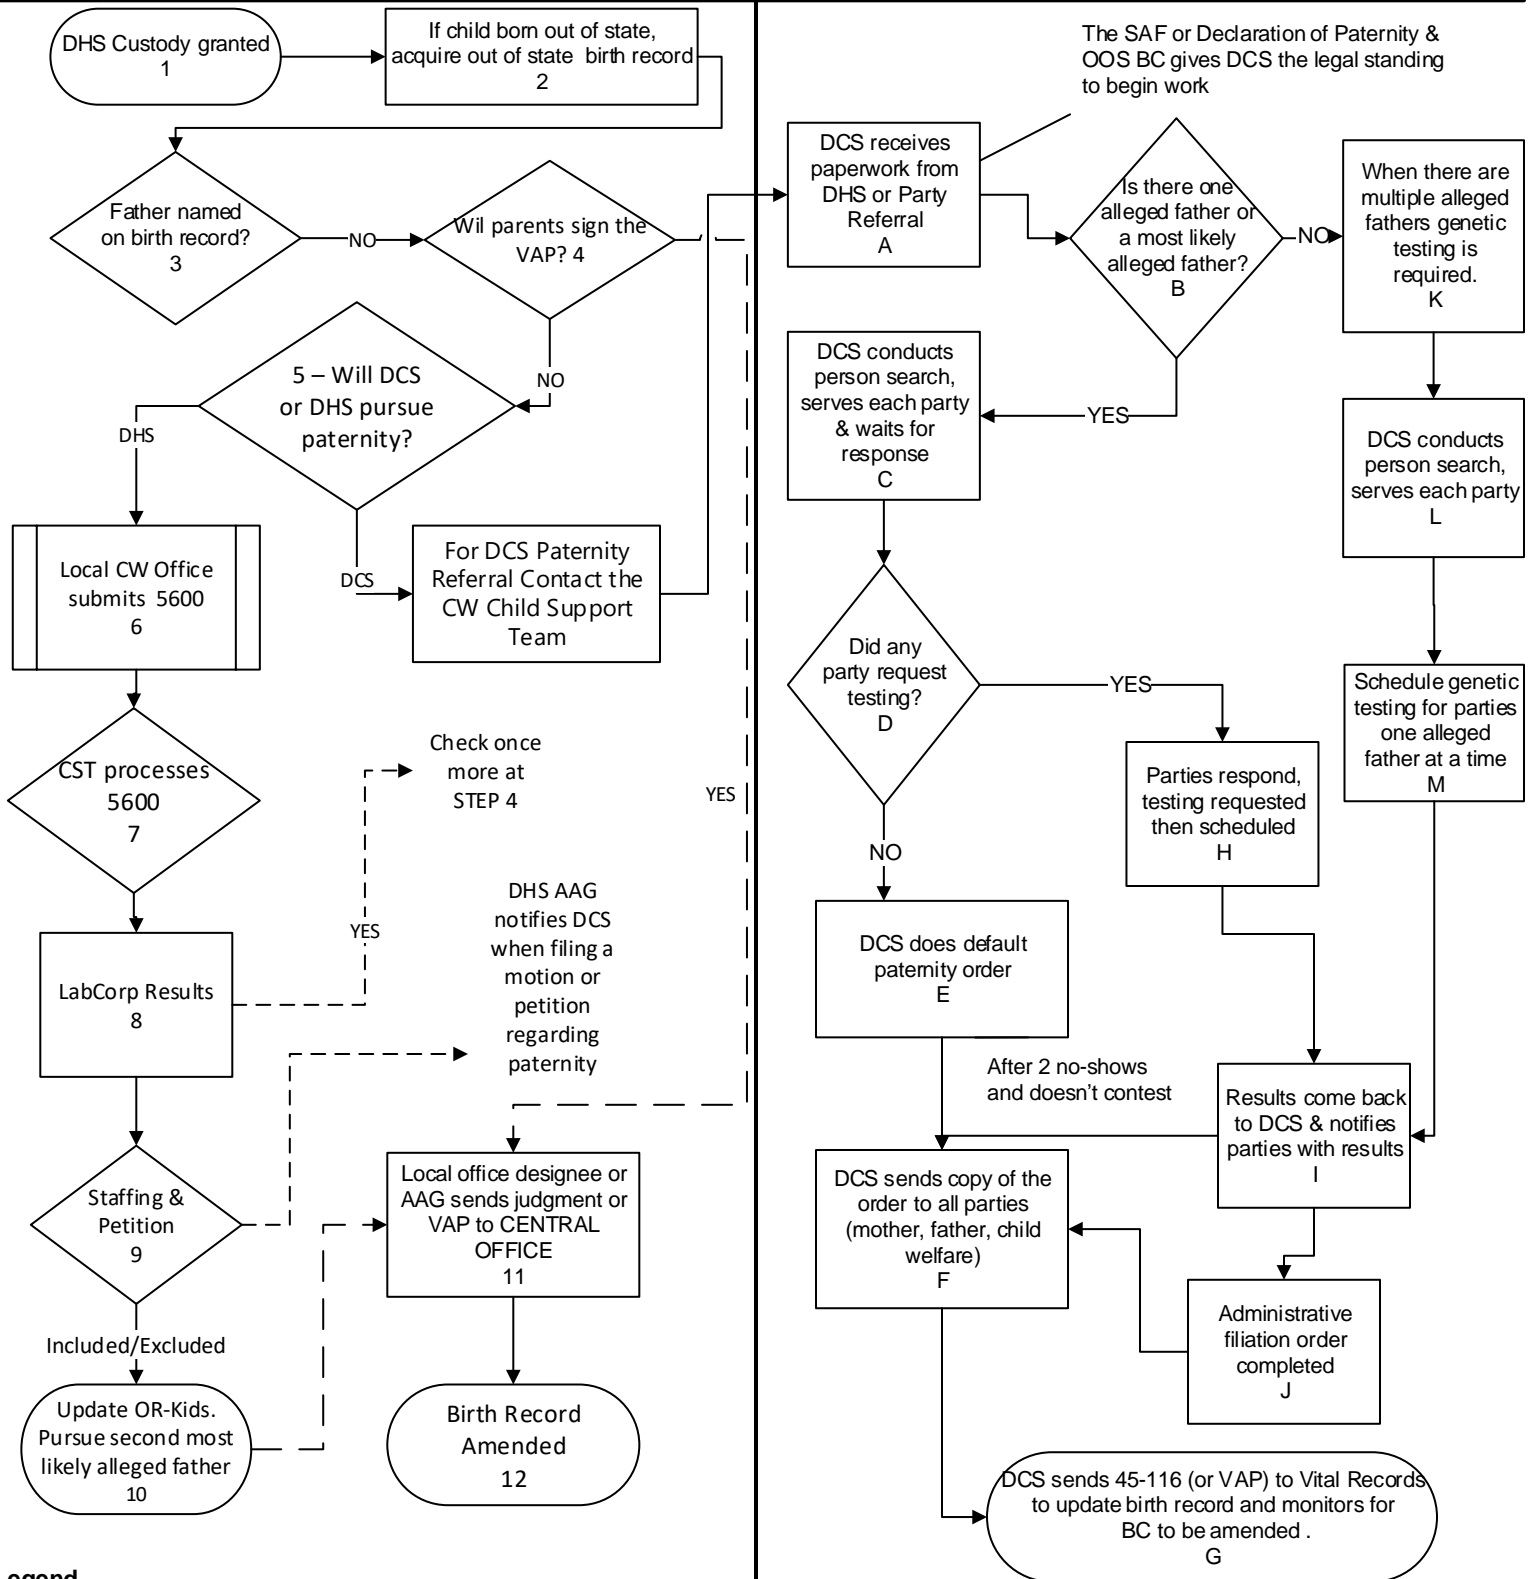 DHS Custody granted
1
If child born out of state,
acquire out of state birth record
2
Father named
on birth record?
3
NO
Wil parents sign the
VAP? 4
NO
5 – Will DCS
or DHS pursue
paternity?
DHS
DCS
Local CW Office
submits 5600
6
For DCS Paternity
Referral Contact the
CW Child Support
Team
CST processes
5600
7
Check once
more at
STEP 4
YES
YES
LabCorp Results
8
DHS AAG
notifies DCS
when filing a
motion or
petition
regarding
paternity
Staffing &
Petition
9
Included/Excluded
Update OR-Kids.
Pursue second most
likely alleged father
10
Local office designee or
AAG sends judgment or
VAP to CENTRAL
OFFICE
11
Birth Record
Amended
12
egend
The SAF or Declaration of Paternity &
OOS BC gives DCS the legal standing
to begin work
DCS receives
paperwork from
DHS or Party
Referral
A
Is there one
alleged father or
a most likely
alleged father?
B
NO
When there are
multiple alleged
fathers genetic
testing is
required.
K
YES
DCS conducts
person search,
serves each party
& waits for
response
C
DCS conducts
person search,
serves each party
L
Did any
party request
testing?
D
YES
Schedule genetic
testing for parties
one alleged
father at a time
M
Parties respond,
testing requested
then scheduled
H
NO
DCS does default
paternity order
E
After 2 no-shows
and doesn't contest
Results come back
to DCS & notifies
parties with results
I
DCS sends copy of the
order to all parties
(mother, father, child
welfare)
F
Administrative
filiation order
completed
J
DCS sends 45-116 (or VAP) to Vital Records
to update birth record and monitors for
BC to be amended .
G